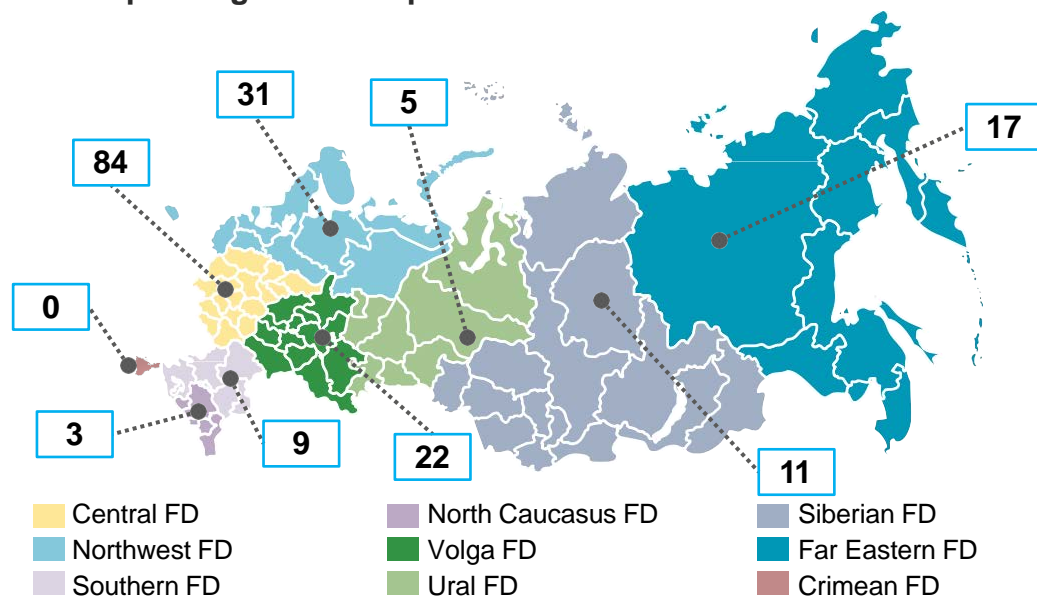 31
5
17
84
0
3
9
22
11
Central FD
North Caucasus FD
Siberian FD
Northwest FD
Volga FD
Far Eastern FD
Southern FD
Ural FD
Crimean FD